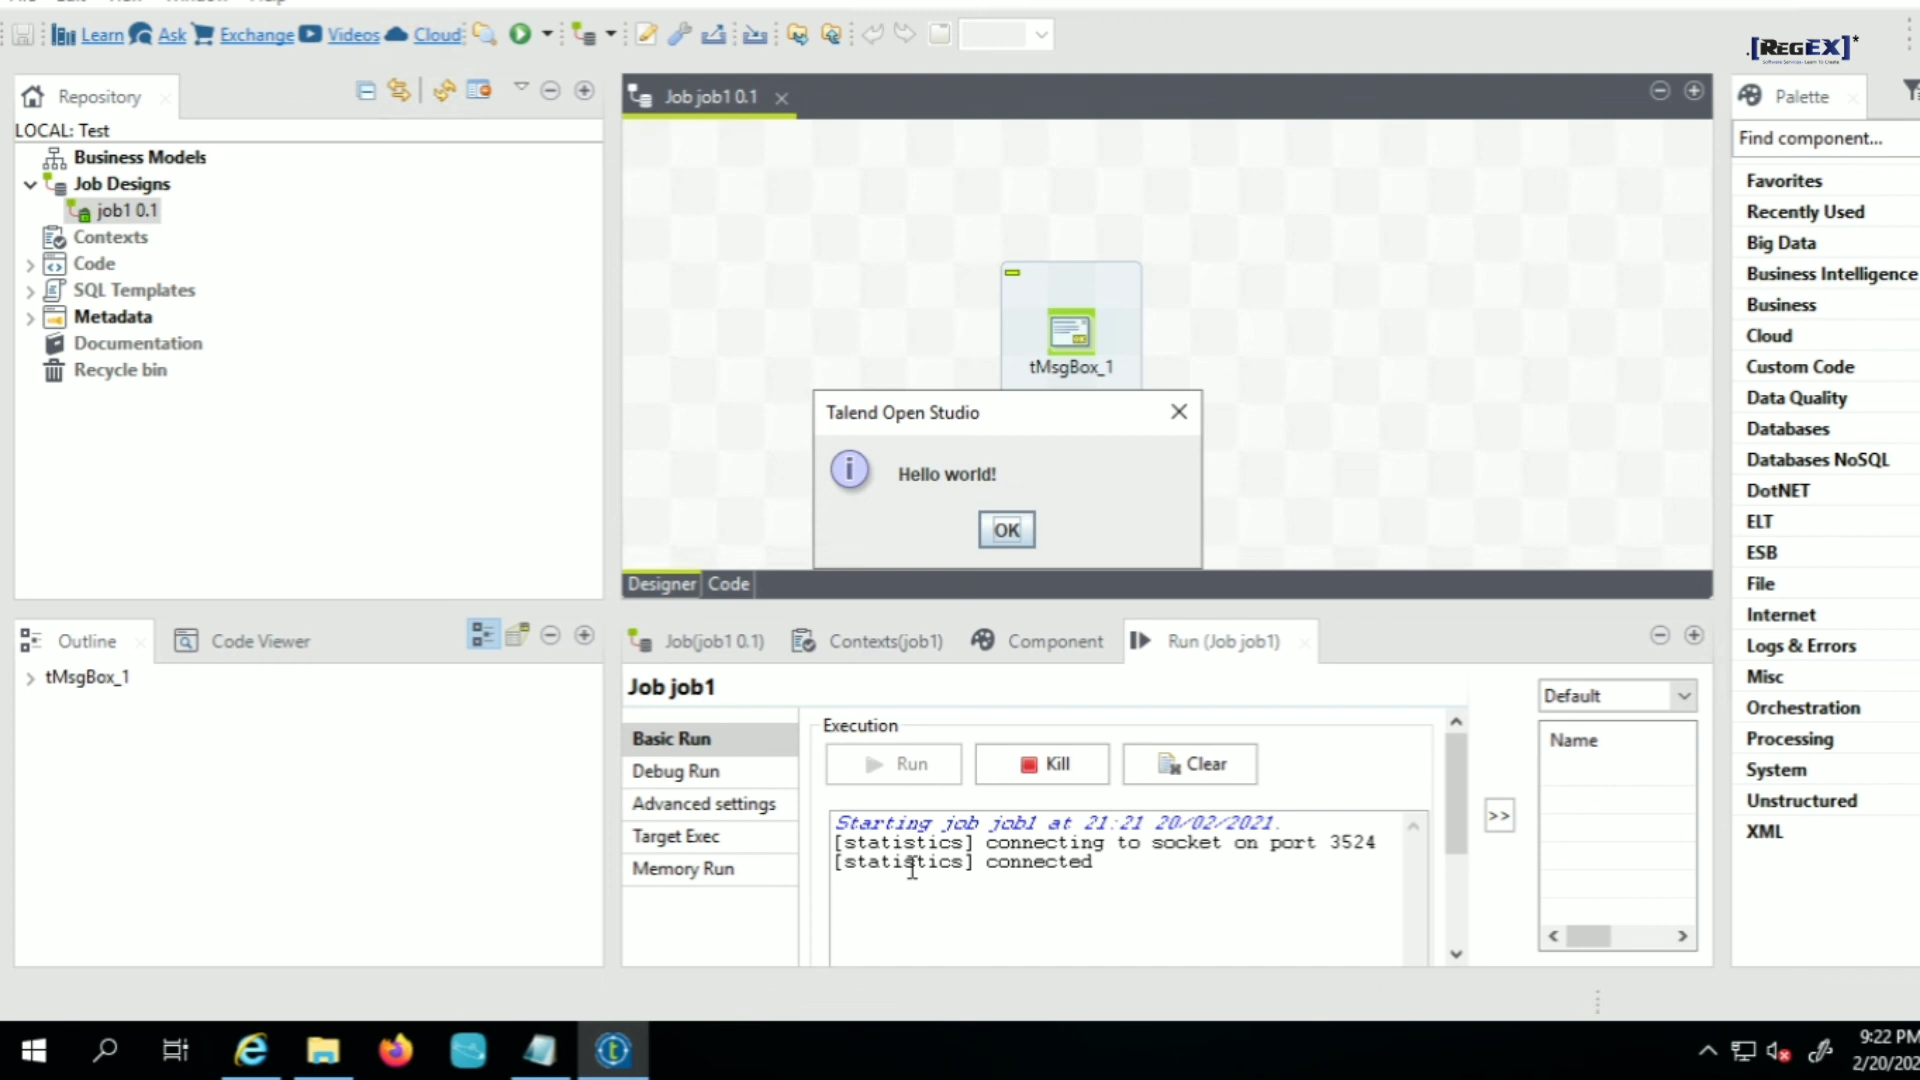 Learn Ask Exchange Videos Cloud
[REGEX]*
Repository
LOCAL: Test
Business Models
Job Designs
job1 0.1
Contexts
Code
SQL Templates
Metadata
Documentation
Recycle bin
Job job1 0.1
tMsgBox_1
Talend Open Studio
Hello world!
OK
Designer Code
Palette
Find component...
Favorites
Recently Used
Big Data
Business Intelligence
Business
Cloud
Custom Code
Data Quality
Databases
Databases NoSQL
DotNET
ELT
ESB
File
Internet
Logs & Errors
Misc
Orchestration
Processing
System
Unstructured
XML
Outline Code Viewer
tMsgBox_1
Job(job1 0.1) Contexts(job1) Component Run (Job job1)
Job job1
Basic Run
Debug Run
Advanced settings
Target Exec
Memory Run
Execution
Run Kill Clear
Starting job job1 at 21:21 20/02/2021.
[statistics] connecting to socket on port 3524
[statistics] connected
>>
Default
Name
9:22 PM
2/20/202